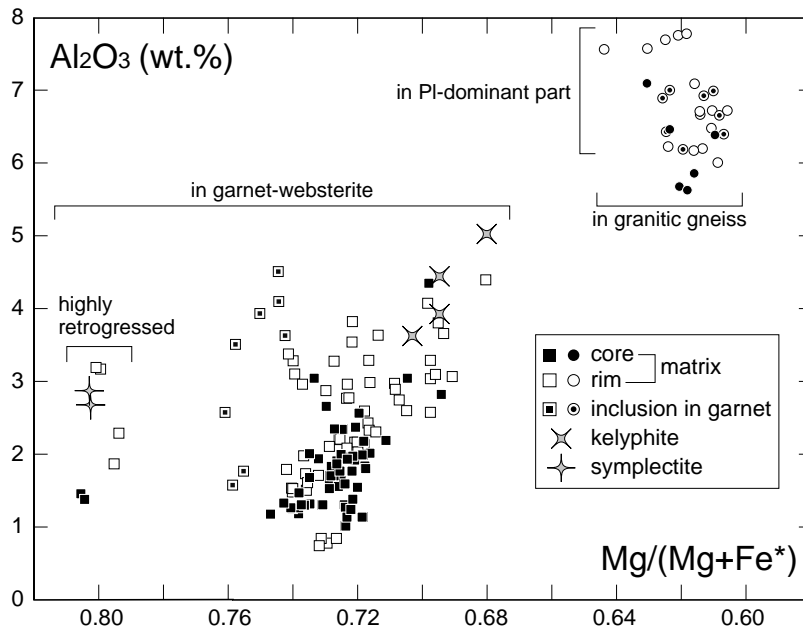 8
7
6
5
4
3
2
1
0
Al2O3 (wt.%)
in Pl-dominant part
in garnet-websterite
in granitic gneiss
highly
retrogressed
core
matrix
rim
inclusion in garnet
kelyphite
symplectite
Mg/(Mg+Fe*)
0.80 0.76 0.72 0.68 0.64 0.60